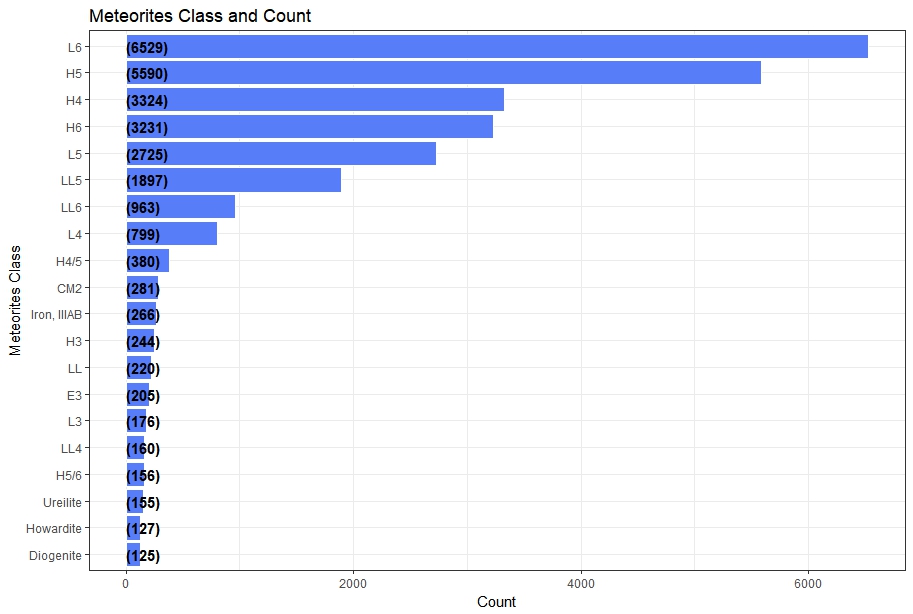 Meteorites Class and Count
L6 (6529)
H5 (5590)
H4 (3324)
H6 (3231)
L5 (2725)
LL5 (1897)
LL6 (963)
L4 (799)
H4/5 (380)
CM2 (281)
Iron, IIIAB (266)
H3 (244)
LL (220)
E3 (205)
L3 (176)
LL4 (160)
H5/6 (156)
Ureilite (155)
Howardite (127)
Diogenite (125)
Meteorites Class
0 2000 4000 6000
Count